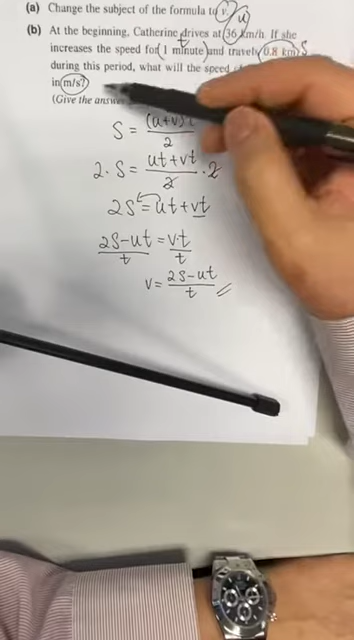 (a) Change the subject of the formula to v. u
(b) At the beginning, Catherine drives at 36 km/h. If she
increases the speed for 1 minute and travels 0.8 km S
t
during this period, what will the speed
in m/s?
(Give the answer
S = (u+v)t / 2
2·S = ut+vt / 2 · 2
2S = ut+vt
2S-ut / t = v·t / t
v = 2S-ut / t